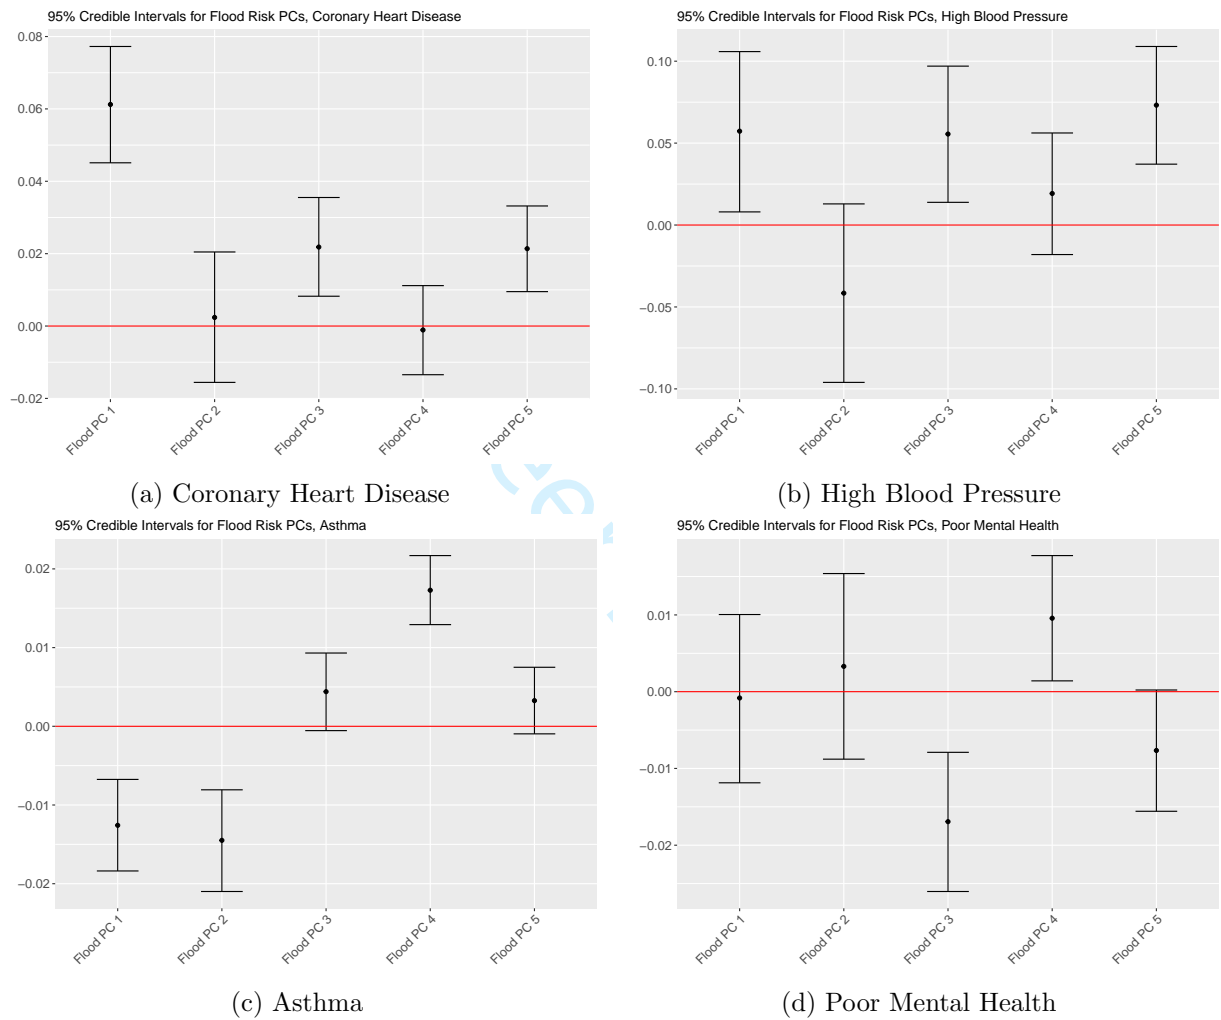 95% Credible Intervals for Flood Risk PCs, Coronary Heart Disease
0.08
0.06
0.04
0.02
0.00
−0.02
Flood PC 1
Flood PC 2
Flood PC 3
Flood PC 4
Flood PC 5
(a) Coronary Heart Disease
95% Credible Intervals for Flood Risk PCs, High Blood Pressure
0.10
0.05
0.00
−0.05
−0.10
Flood PC 1
Flood PC 2
Flood PC 3
Flood PC 4
Flood PC 5
(b) High Blood Pressure
95% Credible Intervals for Flood Risk PCs, Asthma
0.02
0.01
0.00
−0.01
−0.02
Flood PC 1
Flood PC 2
Flood PC 3
Flood PC 4
Flood PC 5
(c) Asthma
95% Credible Intervals for Flood Risk PCs, Poor Mental Health
0.01
0.00
−0.01
−0.02
Flood PC 1
Flood PC 2
Flood PC 3
Flood PC 4
Flood PC 5
(d) Poor Mental Health